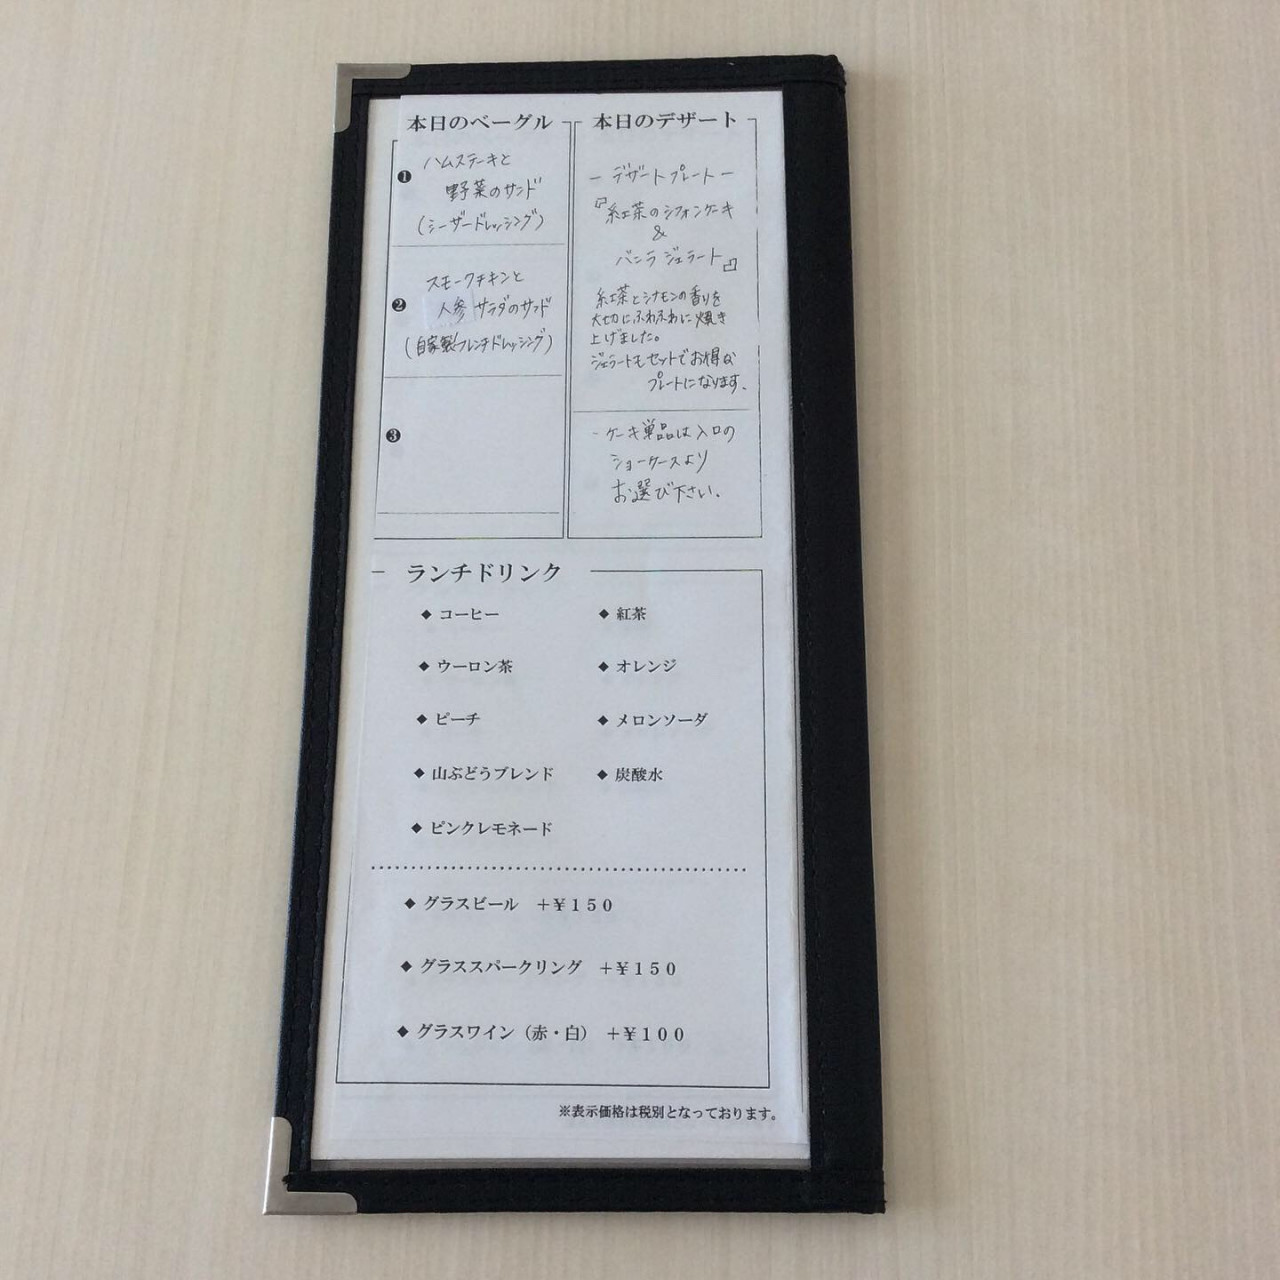 本日のベーグル
❶ ハムステーキと
野菜のサンド
(シーザードレッシング)
❷ スモークチキンと
人参サラダのサンド
(自家製フレンチドレッシング)
❸
本日のデザート
ー デザートプレート ー
『紅茶のシフォンケーキ
&
バニラジェラート』
紅茶とシナモンの香りを
大切にふわふわに焼き
上げました。
ジェラートもセットでお得な
プレートになります。
- ケーキ単品は入口の
ショーケースより
お選び下さい。
ランチドリンク
◆ コーヒー ◆ 紅茶
◆ ウーロン茶 ◆ オレンジ
◆ ピーチ ◆ メロンソーダ
◆ 山ぶどうブレンド ◆ 炭酸水
◆ ピンクレモネード
◆ グラスビール +¥150
◆ グラススパークリング +¥150
◆ グラスワイン（赤・白） +¥100
※表示価格は税別となっております。